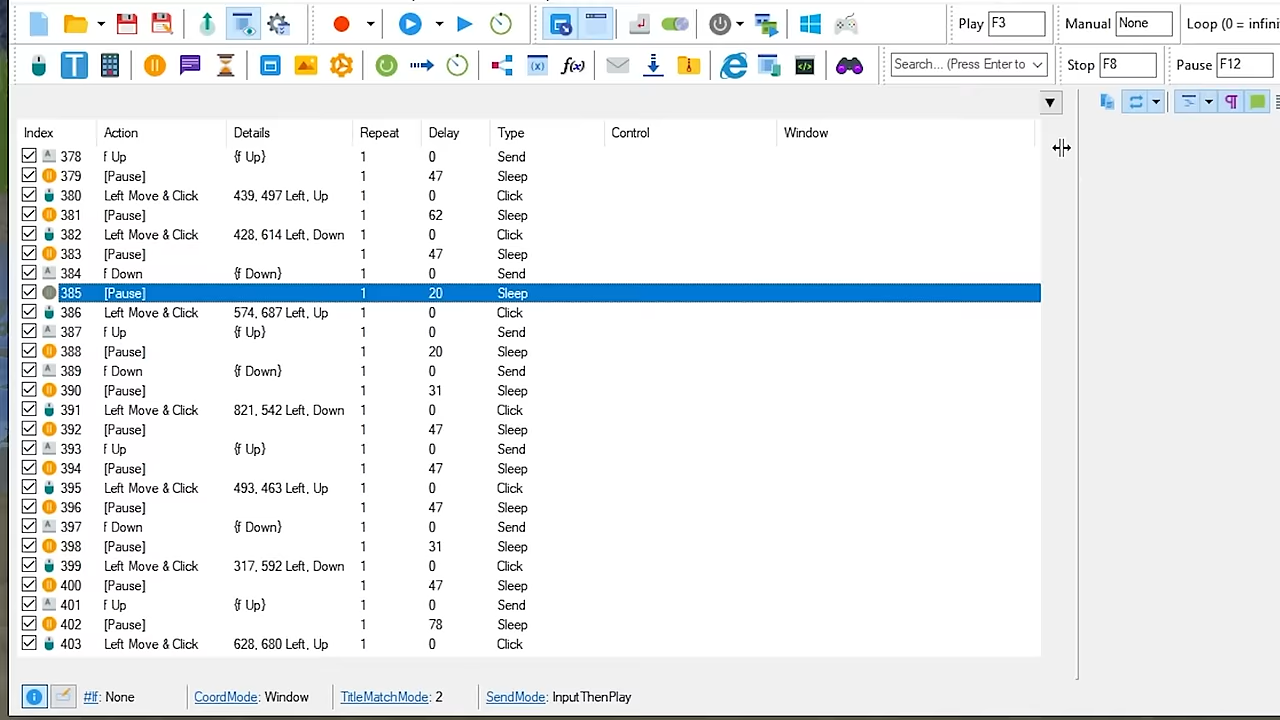 Play F3 Manual None Loop (0 = infini
Search... (Press Enter to Stop F8 Pause F12
Index Action Details Repeat Delay Type Control Window
378 f Up {f Up} 1 0 Send
379 [Pause] 1 47 Sleep
380 Left Move & Click 439, 497 Left, Up 1 0 Click
381 [Pause] 1 62 Sleep
382 Left Move & Click 428, 614 Left, Down 1 0 Click
383 [Pause] 1 47 Sleep
384 f Down {f Down} 1 0 Send
385 [Pause] 1 20 Sleep
386 Left Move & Click 574, 687 Left, Up 1 0 Click
387 f Up {f Up} 1 0 Send
388 [Pause] 1 20 Sleep
389 f Down {f Down} 1 0 Send
390 [Pause] 1 31 Sleep
391 Left Move & Click 821, 542 Left, Down 1 0 Click
392 [Pause] 1 47 Sleep
393 f Up {f Up} 1 0 Send
394 [Pause] 1 47 Sleep
395 Left Move & Click 493, 463 Left, Up 1 0 Click
396 [Pause] 1 47 Sleep
397 f Down {f Down} 1 0 Send
398 [Pause] 1 31 Sleep
399 Left Move & Click 317, 592 Left, Down 1 0 Click
400 [Pause] 1 47 Sleep
401 f Up {f Up} 1 0 Send
402 [Pause] 1 78 Sleep
403 Left Move & Click 628, 680 Left, Up 1 0 Click
#If: None CoordMode: Window TitleMatchMode: 2 SendMode: InputThenPlay